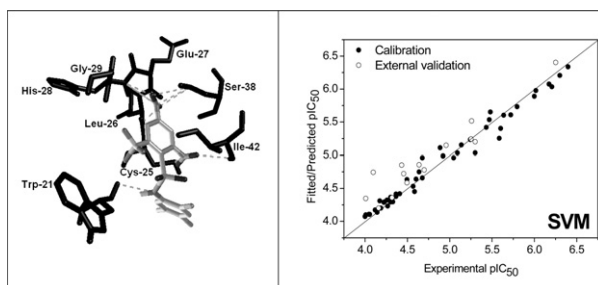 Glu-27
Gly-29
His-28
Ser-38
Leu-26
Ile-42
Cys-25
Trp-21
Calibration
External validation
Fitted/Predicted pIC50
6.5
6.0
5.5
5.0
4.5
4.0
SVM
4.0 4.5 5.0 5.5 6.0 6.5
Experimental pIC50